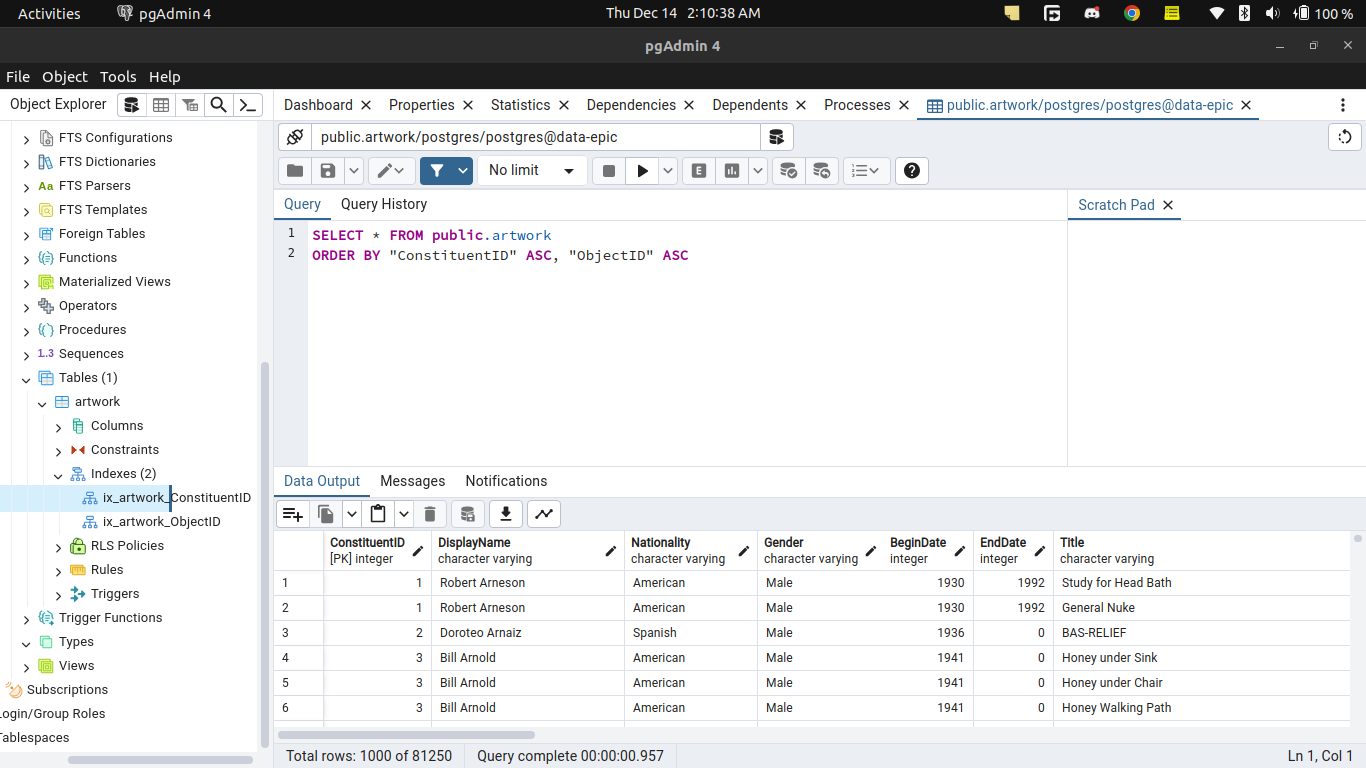 Activities pgAdmin 4 Thu Dec 14 2:10:38 AM 100 %
pgAdmin 4
File Object Tools Help
Object Explorer
Dashboard Properties Statistics Dependencies Dependents Processes public.artwork/postgres/postgres@data-epic
FTS Configurations
FTS Dictionaries
Aa FTS Parsers
FTS Templates
Foreign Tables
Functions
Materialized Views
Operators
Procedures
1..3 Sequences
Tables (1)
artwork
Columns
Constraints
Indexes (2)
ix_artwork_ConstituentID
ix_artwork_ObjectID
RLS Policies
Rules
Triggers
Trigger Functions
Types
Views
Subscriptions
Login/Group Roles
Tablespaces
public.artwork/postgres/postgres@data-epic
No limit E
Query Query History Scratch Pad
1 SELECT * FROM public.artwork
2 ORDER BY "ConstituentID" ASC, "ObjectID" ASC
Data Output Messages Notifications
ConstituentID DisplayName Nationality Gender BeginDate EndDate Title
[PK] integer character varying character varying character varying integer integer character varying
1 1 Robert Arneson American Male 1930 1992 Study for Head Bath
2 1 Robert Arneson American Male 1930 1992 General Nuke
3 2 Doroteo Arnaiz Spanish Male 1936 0 BAS-RELIEF
4 3 Bill Arnold American Male 1941 0 Honey under Sink
5 3 Bill Arnold American Male 1941 0 Honey under Chair
6 3 Bill Arnold American Male 1941 0 Honey Walking Path
Total rows: 1000 of 81250 Query complete 00:00:00.957 Ln 1, Col 1